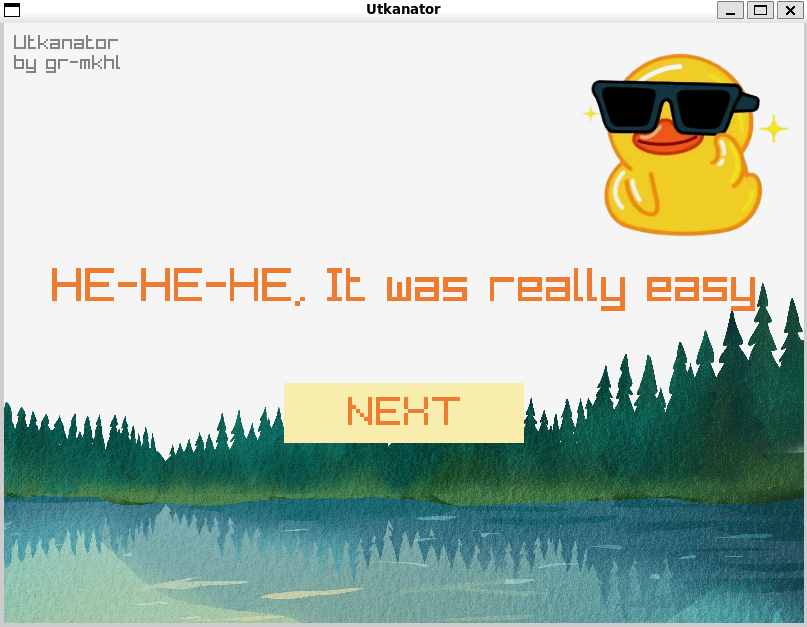 Utkanator
Utkanator
by gr-mkhl
HE-HE-HE, It was really easy
NEXT